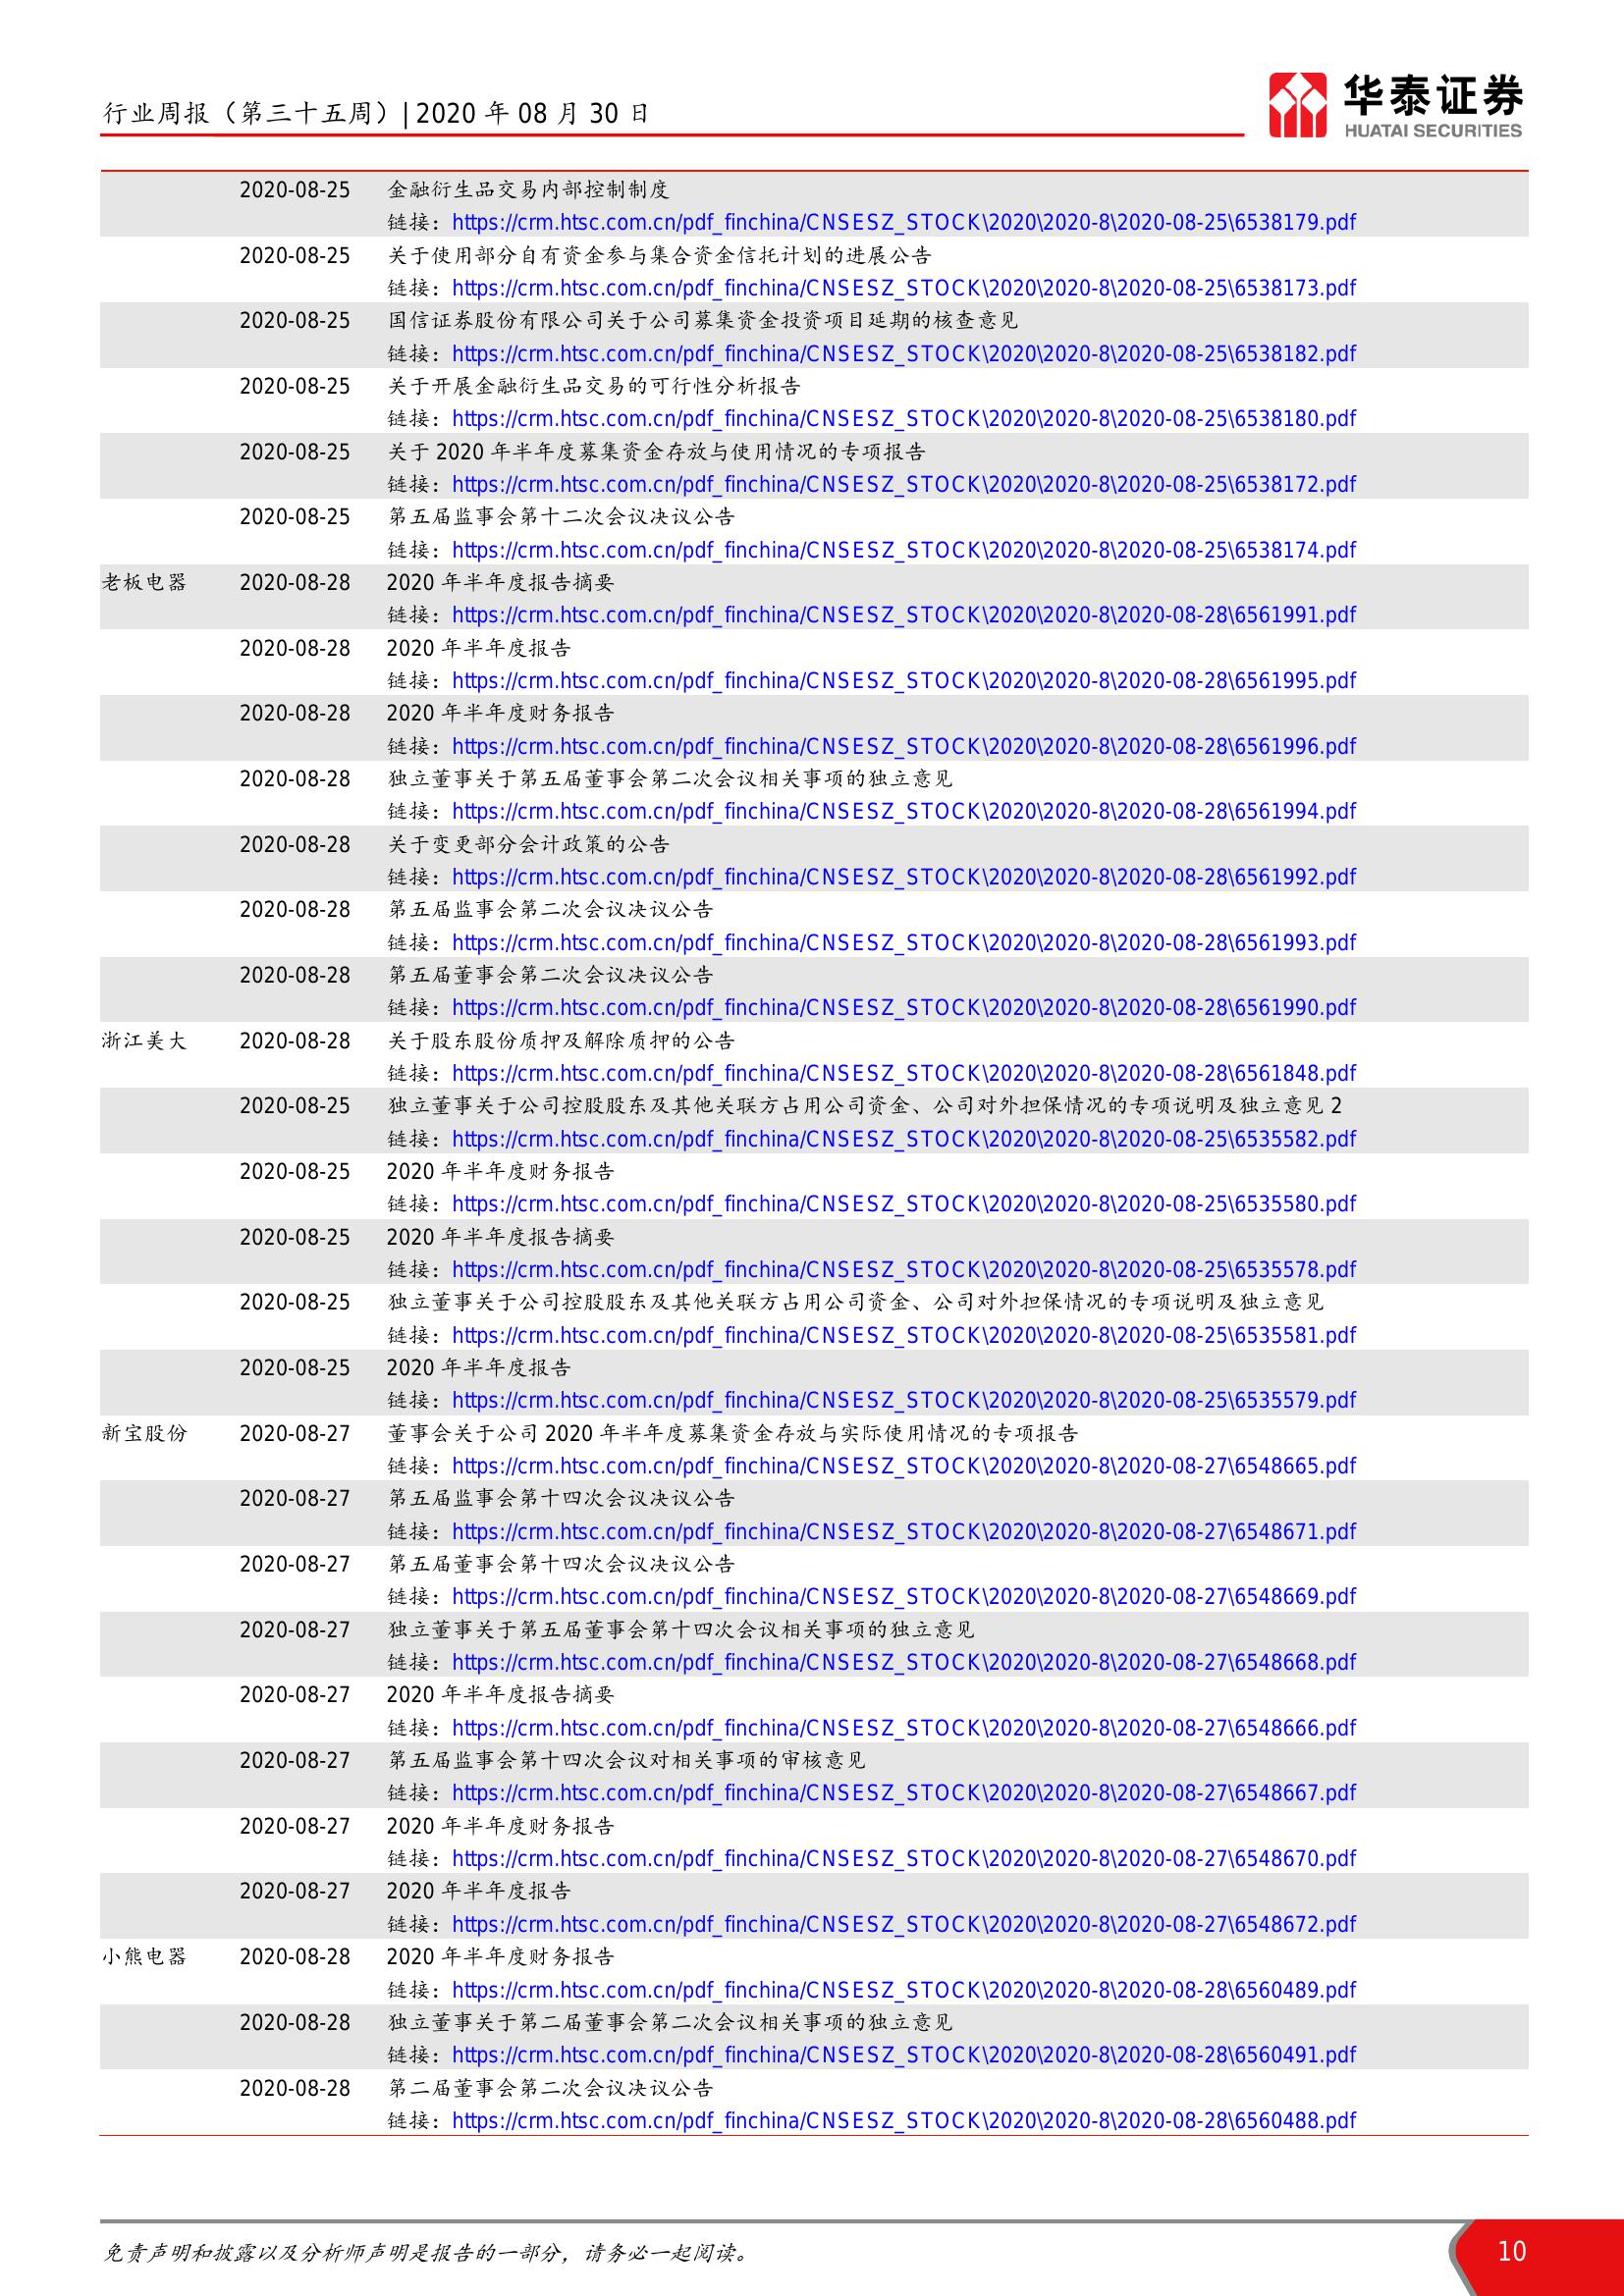 行业周报（第三十五周）| 2020 年 08 月 30 日
华泰证券
HUATAI SECURITIES
2020-08-25 金融衍生品交易内部控制制度
链接：https://crm.htsc.com.cn/pdf_finchina/CNSESZ_STOCK\2020\2020-8\2020-08-25\6538179.pdf
2020-08-25 关于使用部分自有资金参与集合资金信托计划的进展公告
链接：https://crm.htsc.com.cn/pdf_finchina/CNSESZ_STOCK\2020\2020-8\2020-08-25\6538173.pdf
2020-08-25 国信证券股份有限公司关于公司募集资金投资项目延期的核查意见
链接：https://crm.htsc.com.cn/pdf_finchina/CNSESZ_STOCK\2020\2020-8\2020-08-25\6538182.pdf
2020-08-25 关于开展金融衍生品交易的可行性分析报告
链接：https://crm.htsc.com.cn/pdf_finchina/CNSESZ_STOCK\2020\2020-8\2020-08-25\6538180.pdf
2020-08-25 关于 2020 年半年度募集资金存放与使用情况的专项报告
链接：https://crm.htsc.com.cn/pdf_finchina/CNSESZ_STOCK\2020\2020-8\2020-08-25\6538172.pdf
2020-08-25 第五届监事会第十二次会议决议公告
链接：https://crm.htsc.com.cn/pdf_finchina/CNSESZ_STOCK\2020\2020-8\2020-08-25\6538174.pdf
老板电器 2020-08-28 2020 年半年度报告摘要
链接：https://crm.htsc.com.cn/pdf_finchina/CNSESZ_STOCK\2020\2020-8\2020-08-28\6561991.pdf
2020-08-28 2020 年半年度报告
链接：https://crm.htsc.com.cn/pdf_finchina/CNSESZ_STOCK\2020\2020-8\2020-08-28\6561995.pdf
2020-08-28 2020 年半年度财务报告
链接：https://crm.htsc.com.cn/pdf_finchina/CNSESZ_STOCK\2020\2020-8\2020-08-28\6561996.pdf
2020-08-28 独立董事关于第五届董事会第二次会议相关事项的独立意见
链接：https://crm.htsc.com.cn/pdf_finchina/CNSESZ_STOCK\2020\2020-8\2020-08-28\6561994.pdf
2020-08-28 关于变更部分会计政策的公告
链接：https://crm.htsc.com.cn/pdf_finchina/CNSESZ_STOCK\2020\2020-8\2020-08-28\6561992.pdf
2020-08-28 第五届监事会第二次会议决议公告
链接：https://crm.htsc.com.cn/pdf_finchina/CNSESZ_STOCK\2020\2020-8\2020-08-28\6561993.pdf
2020-08-28 第五届董事会第二次会议决议公告
链接：https://crm.htsc.com.cn/pdf_finchina/CNSESZ_STOCK\2020\2020-8\2020-08-28\6561990.pdf
浙江美大 2020-08-28 关于股东股份质押及解除质押的公告
链接：https://crm.htsc.com.cn/pdf_finchina/CNSESZ_STOCK\2020\2020-8\2020-08-28\6561848.pdf
2020-08-25 独立董事关于公司控股股东及其他关联方占用公司资金、公司对外担保情况的专项说明及独立意见 2
链接：https://crm.htsc.com.cn/pdf_finchina/CNSESZ_STOCK\2020\2020-8\2020-08-25\6535582.pdf
2020-08-25 2020 年半年度财务报告
链接：https://crm.htsc.com.cn/pdf_finchina/CNSESZ_STOCK\2020\2020-8\2020-08-25\6535580.pdf
2020-08-25 2020 年半年度报告摘要
链接：https://crm.htsc.com.cn/pdf_finchina/CNSESZ_STOCK\2020\2020-8\2020-08-25\6535578.pdf
2020-08-25 独立董事关于公司控股股东及其他关联方占用公司资金、公司对外担保情况的专项说明及独立意见
链接：https://crm.htsc.com.cn/pdf_finchina/CNSESZ_STOCK\2020\2020-8\2020-08-25\6535581.pdf
2020-08-25 2020 年半年度报告
链接：https://crm.htsc.com.cn/pdf_finchina/CNSESZ_STOCK\2020\2020-8\2020-08-25\6535579.pdf
新宝股份 2020-08-27 董事会关于公司 2020 年半年度募集资金存放与实际使用情况的专项报告
链接：https://crm.htsc.com.cn/pdf_finchina/CNSESZ_STOCK\2020\2020-8\2020-08-27\6548665.pdf
2020-08-27 第五届监事会第十四次会议决议公告
链接：https://crm.htsc.com.cn/pdf_finchina/CNSESZ_STOCK\2020\2020-8\2020-08-27\6548671.pdf
2020-08-27 第五届董事会第十四次会议决议公告
链接：https://crm.htsc.com.cn/pdf_finchina/CNSESZ_STOCK\2020\2020-8\2020-08-27\6548669.pdf
2020-08-27 独立董事关于第五届董事会第十四次会议相关事项的独立意见
链接：https://crm.htsc.com.cn/pdf_finchina/CNSESZ_STOCK\2020\2020-8\2020-08-27\6548668.pdf
2020-08-27 2020 年半年度报告摘要
链接：https://crm.htsc.com.cn/pdf_finchina/CNSESZ_STOCK\2020\2020-8\2020-08-27\6548666.pdf
2020-08-27 第五届监事会第十四次会议对相关事项的审核意见
链接：https://crm.htsc.com.cn/pdf_finchina/CNSESZ_STOCK\2020\2020-8\2020-08-27\6548667.pdf
2020-08-27 2020 年半年度财务报告
链接：https://crm.htsc.com.cn/pdf_finchina/CNSESZ_STOCK\2020\2020-8\2020-08-27\6548670.pdf
2020-08-27 2020 年半年度报告
链接：https://crm.htsc.com.cn/pdf_finchina/CNSESZ_STOCK\2020\2020-8\2020-08-27\6548672.pdf
小熊电器 2020-08-28 2020 年半年度财务报告
链接：https://crm.htsc.com.cn/pdf_finchina/CNSESZ_STOCK\2020\2020-8\2020-08-28\6560489.pdf
2020-08-28 独立董事关于第二届董事会第二次会议相关事项的独立意见
链接：https://crm.htsc.com.cn/pdf_finchina/CNSESZ_STOCK\2020\2020-8\2020-08-28\6560491.pdf
2020-08-28 第二届董事会第二次会议决议公告
链接：https://crm.htsc.com.cn/pdf_finchina/CNSESZ_STOCK\2020\2020-8\2020-08-28\6560488.pdf
免责声明和披露以及分析师声明是报告的一部分，请务必一起阅读。
10